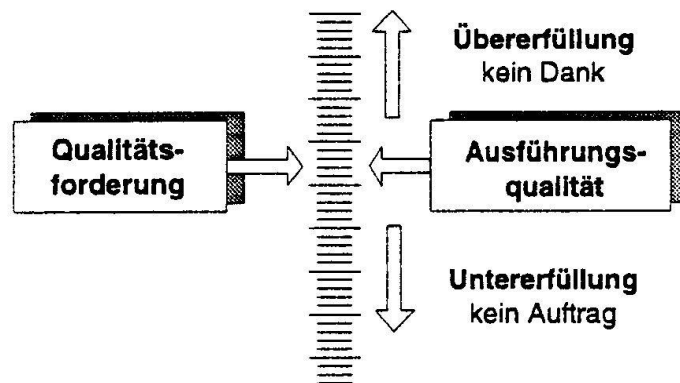 Übererfüllung
kein Dank
Qualitäts-
forderung
Ausführungs-
qualität
Untererfüllung
kein Auftrag